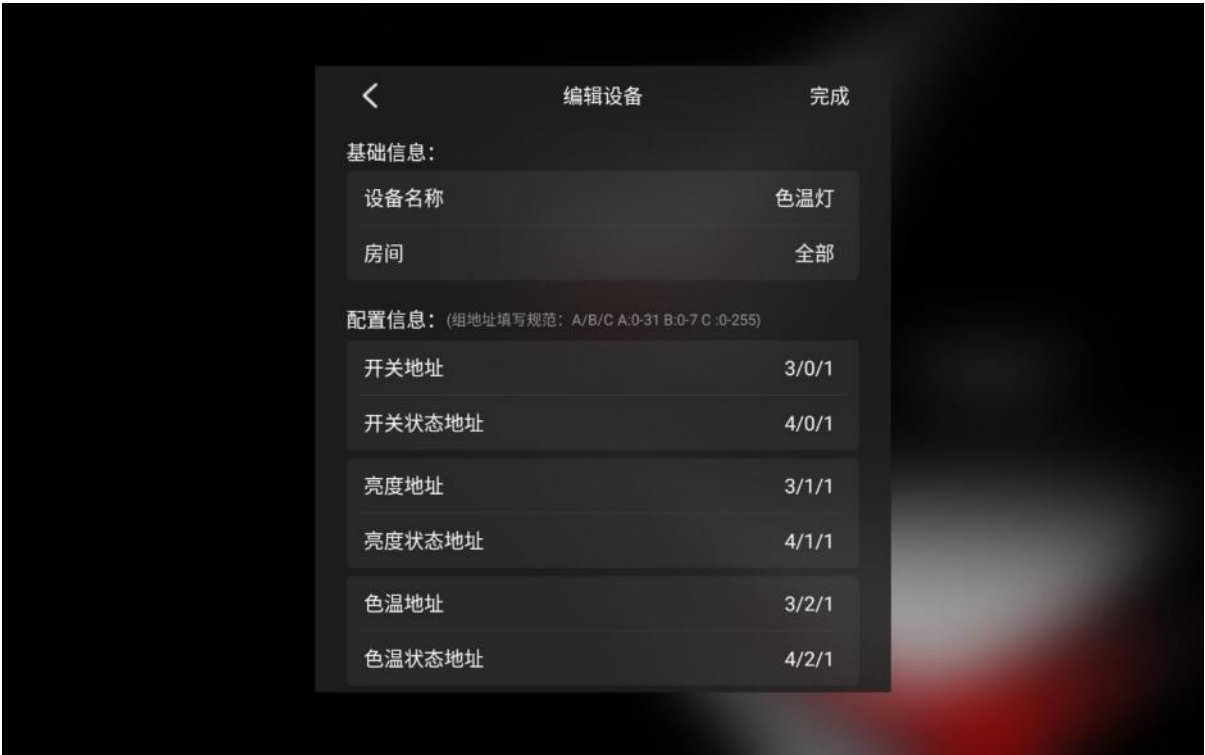 编辑设备 完成
基础信息：
设备名称 色温灯
房间 全部
配置信息：(组地址填写规范：A/B/C A:0-31 B:0-7 C :0-255)
开关地址 3/0/1
开关状态地址 4/0/1
亮度地址 3/1/1
亮度状态地址 4/1/1
色温地址 3/2/1
色温状态地址 4/2/1